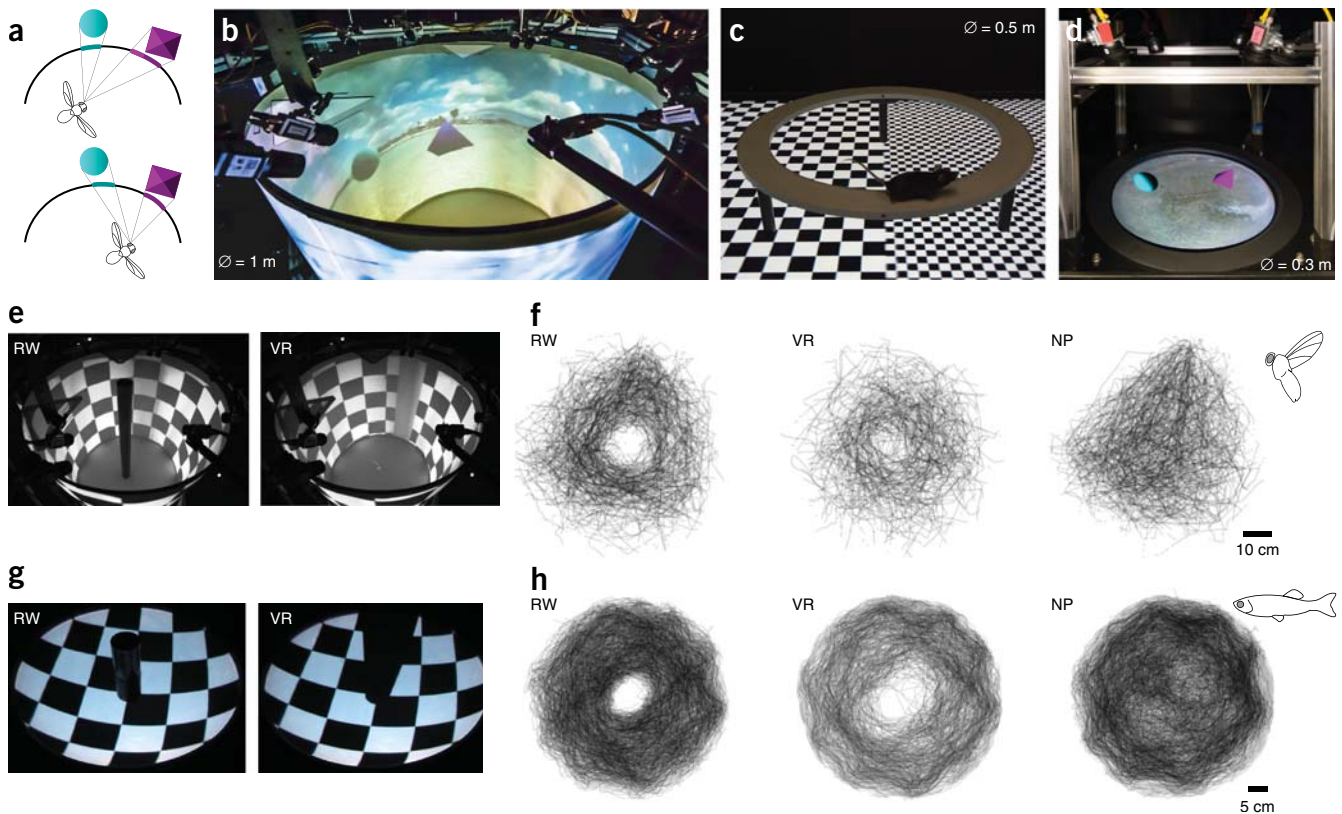 a
b
∅ = 1 m
c
∅ = 0.5 m
d
∅ = 0.3 m
e
RW
VR
f
RW
VR
NP
10 cm
g
RW
VR
h
RW
VR
NP
5 cm